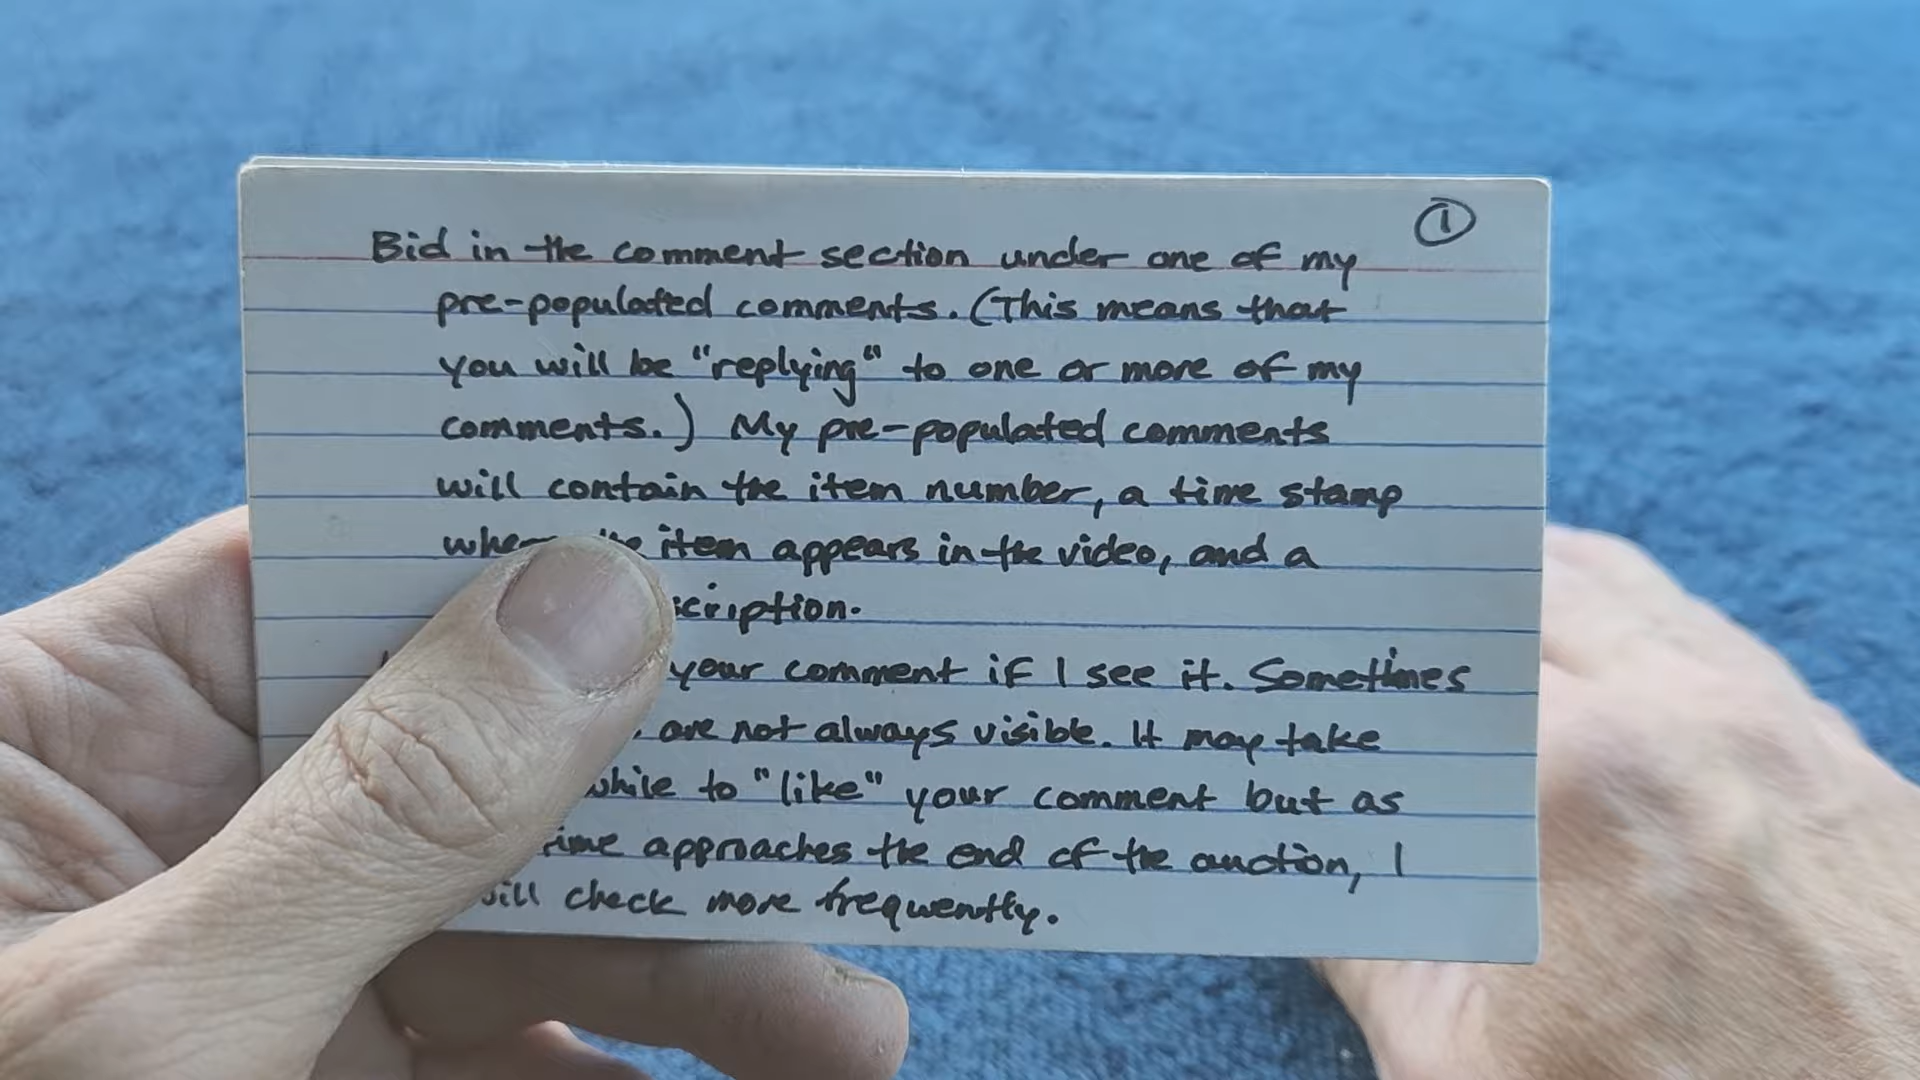 ①
Bid in the comment section under one of my
pre-populated comments. (This means that
you will be "replying" to one or more of my
comments.) My pre-populated comments
will contain the item number, a time stamp
item appears in the video, and a
your comment if I see it. Sometimes
are not always visible. It may take
while to "like" your comment but as
approaches the end of the auction, I
check more frequently.